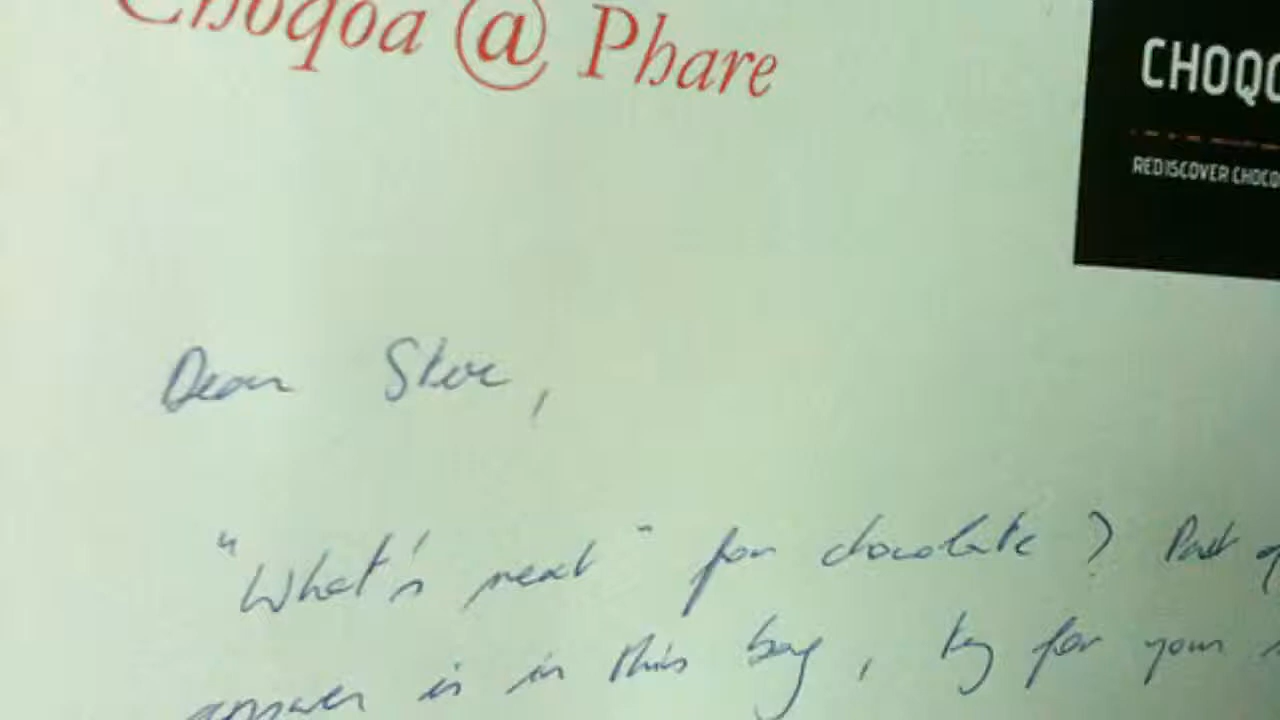 Choqoa @ Phare
CHOQO
REDISCOVER CHOCO
Dear Steve,
"What's next" for chocolate? Part of
answer is in this bag, try for your